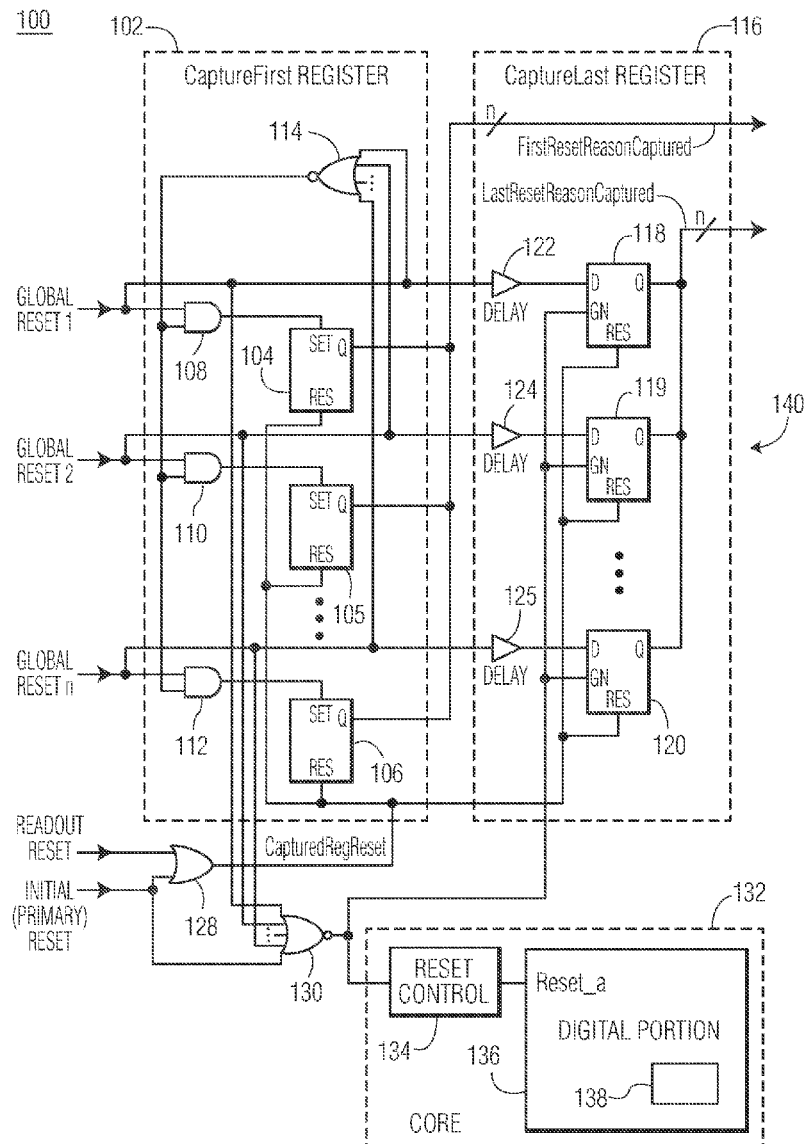 100
102
116
CaptureFirst REGISTER
CaptureLast REGISTER
n
114
FirstResetReasonCaptured
LastResetReasonCaptured
n
122
118
GLOBAL
RESET 1
DELAY
D Q
GN
RES
108
104
SET Q
RES
124
119
140
GLOBAL
RESET 2
DELAY
D Q
GN
RES
110
SET Q
RES
105
125
GLOBAL
RESET n
DELAY
D Q
GN
RES
112
SET Q
RES
106
120
READOUT
RESET
CapturedRegReset
INITIAL
(PRIMARY)
RESET
128
130
132
RESET
CONTROL
134
Reset_a
DIGITAL PORTION
136
138
CORE